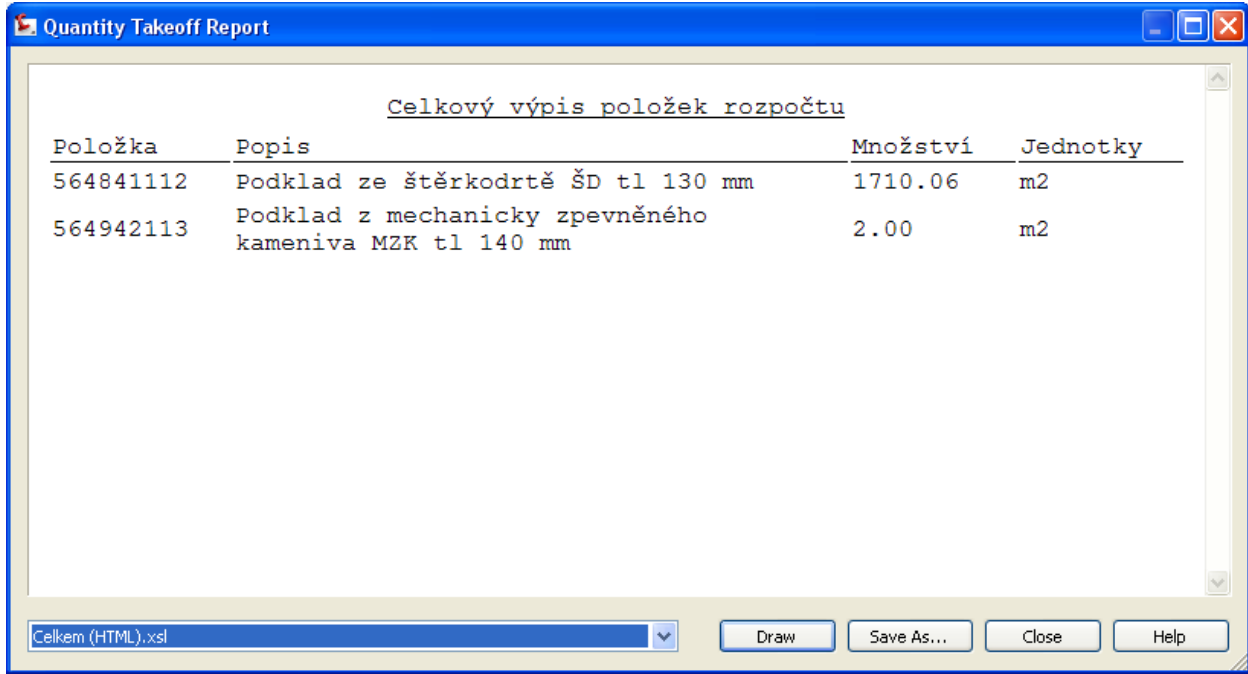 Quantity Takeoff Report
Celkový výpis položek rozpočtu
Položka Popis Množství Jednotky
564841112 Podklad ze štěrkodrtě ŠD tl 130 mm 1710.06 m2
Podklad z mechanicky zpevněného
564942113 2.00 m2
kameniva MZK tl 140 mm
Celkem (HTML).xsl Draw Save As... Close Help